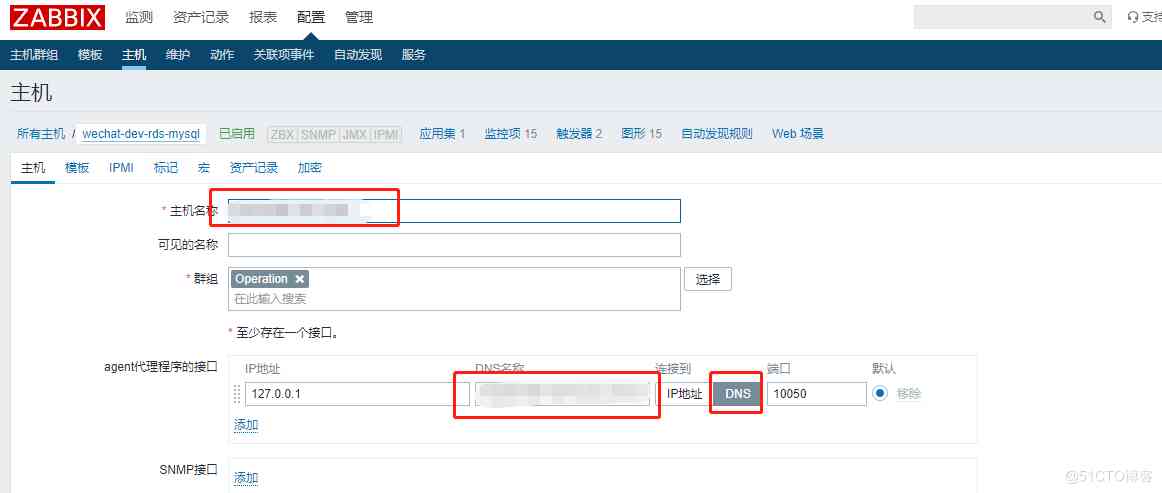 ZABBIX 监测 资产记录 报表 配置 管理 支持
主机群组 模板 主机 维护 动作 关联项事件 自动发现 服务
主机
所有主机 / wechat-dev-rds-mysql 已启用 ZBX SNMP JMX IPMI 应用集 1 监控项 15 触发器 2 图形 15 自动发现规则 Web 场景
主机 模板 IPMI 标记 宏 资产记录 加密
* 主机名称
可见的名称
* 群组 Operation × 选择
在此输入搜索
* 至少存在一个接口。
agent代理程序的接口 IP地址 DNS名称 连接到 端口 默认
127.0.0.1 IP地址 DNS 10050 移除
添加
SNMP接口 添加
@51CTO博客